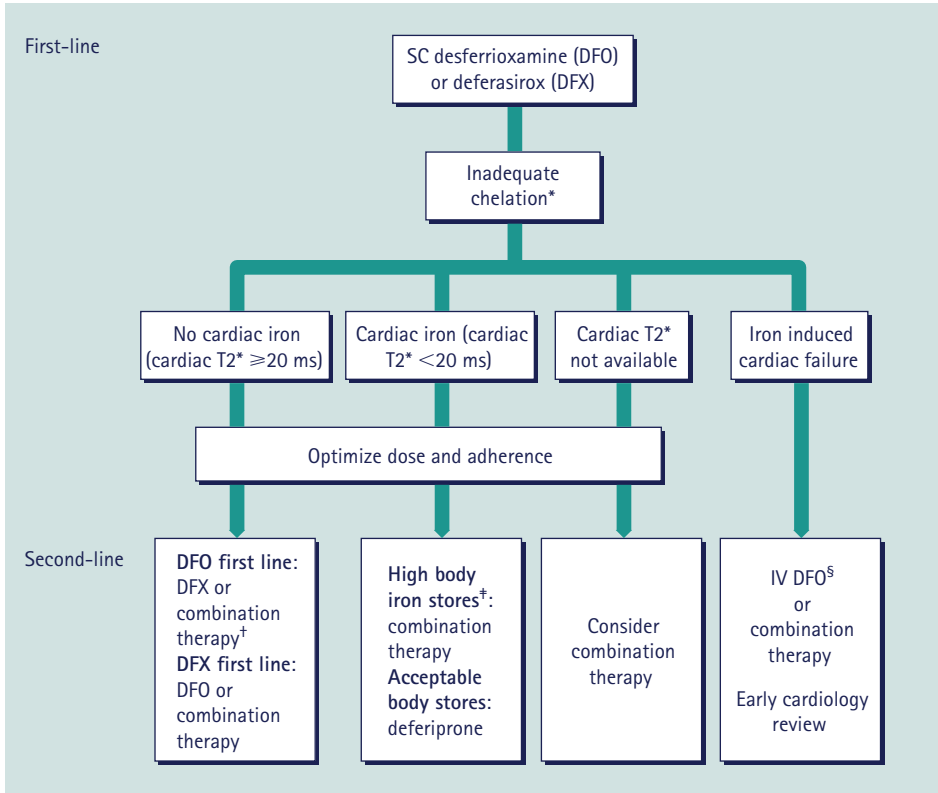 First-line
SC desferrioxamine (DFO)
or deferasirox (DFX)
Inadequate
chelation*
No cardiac iron
(cardiac T2* ⩾20 ms)
Cardiac iron (cardiac
T2* <20 ms)
Cardiac T2*
not available
Iron induced
cardiac failure
Optimize dose and adherence
Second-line
DFO first line:
DFX or
combination
therapy†
DFX first line:
DFO or
combination
therapy
High body
iron stores‡:
combination
therapy
Acceptable
body stores:
deferiprone
Consider
combination
therapy
IV DFO§
or
combination
therapy
Early cardiology
review